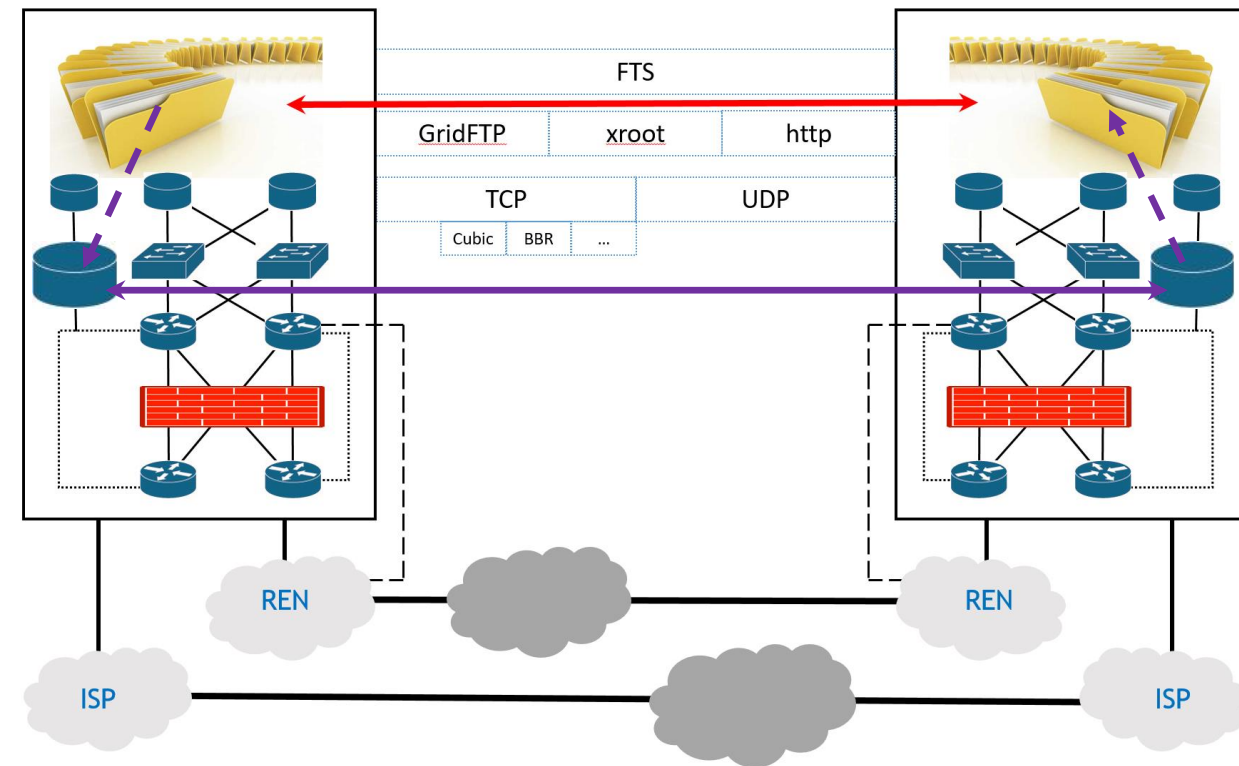 FTS
GridFTP xroot http
TCP UDP
Cubic BBR ...
REN REN
ISP ISP